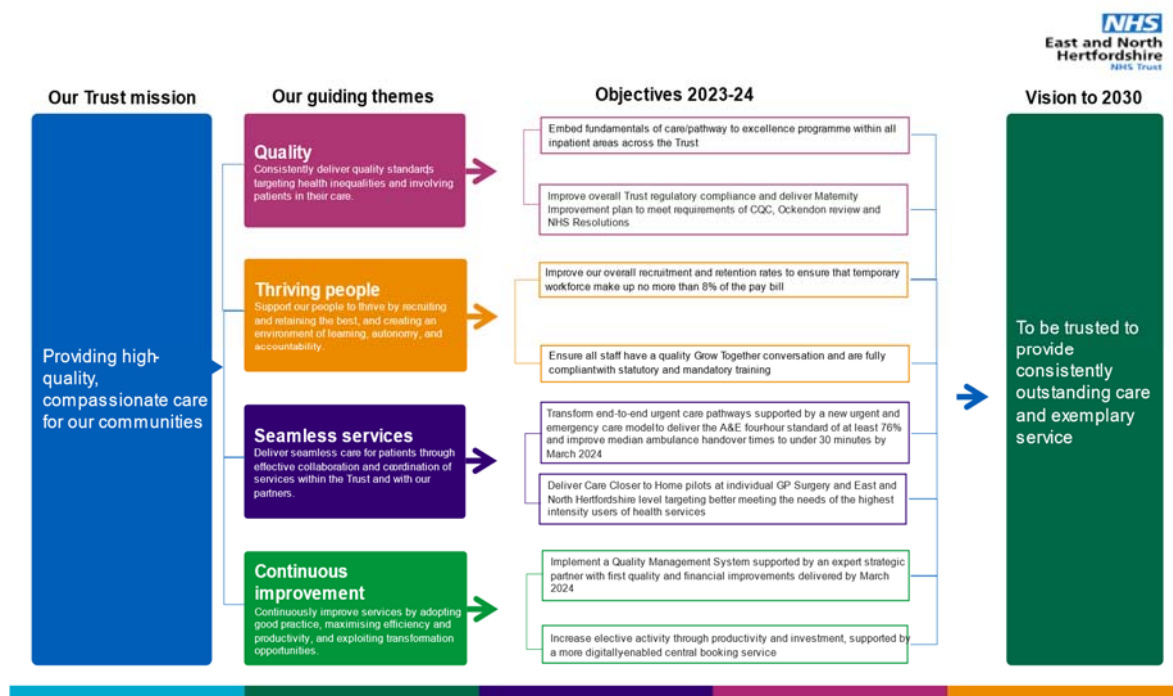 NHS
East and North
Hertfordshire
NHS Trust
Our Trust mission
Our guiding themes
Objectives 2023-24
Vision to 2030
Providing high-
quality,
compassionate care
for our communities
Quality
Consistently deliver quality standards
targeting health inequalities and involving
patients in their care.
Embed fundamentals of care/pathway to excellence programme within all
inpatient areas across the Trust
Improve overall Trust regulatory compliance and deliver Maternity
Improvement plan to meet requirements of CQC, Ockendon review and
NHS Resolutions
Thriving people
Support our people to thrive by recruiting
and retaining the best, and creating an
environment of learning, autonomy, and
accountability.
Improve our overall recruitment and retention rates to ensure that temporary
workforce make up no more than 8% of the pay bill
Ensure all staff have a quality Grow Together conversation and are fully
compliantwith statutory and mandatory training
Seamless services
Deliver seamless care for patients through
effective collaboration and coordination of
services within the Trust and with our
partners.
Transform end-to-end urgent care pathways supported by a new urgent and
emergency care model to deliver the A&E fourhour standard of at least 76%
and improve median ambulance handover times to under 30 minutes by
March 2024
Deliver Care Closer to Home pilots at individual GP Surgery and East and
North Hertfordshire level targeting better meeting the needs of the highest
intensity users of health services
Continuous
improvement
Continuously improve services by adopting
good practice, maximising efficiency and
productivity, and exploiting transformation
opportunities.
Implement a Quality Management System supported by an expert strategic
partner with first quality and financial improvements delivered by March
2024
Increase elective activity through productivity and investment, supported by
a more digitallyenabled central booking service
To be trusted to
provide
consistently
outstanding care
and exemplary
service